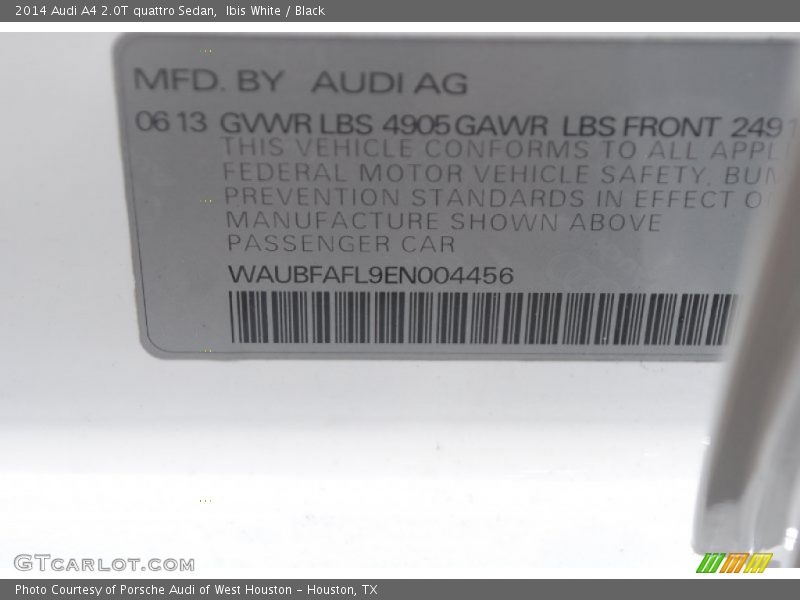 2014 Audi A4 2.0T quattro Sedan,  Ibis White / Black
MFD. BY AUDI AG
06 13 GVWR LBS 4905 GAWR LBS FRONT 2491
THIS VEHICLE CONFORMS TO ALL
FEDERAL MOTOR VEHICLE SAFETY,
PREVENTION STANDARDS IN EFFECT
MANUFACTURE SHOWN ABOVE
PASSENGER CAR
WAUBFAFL9EN004456
GTcarlot.com
Photo Courtesy of Porsche Audi of West Houston - Houston, TX